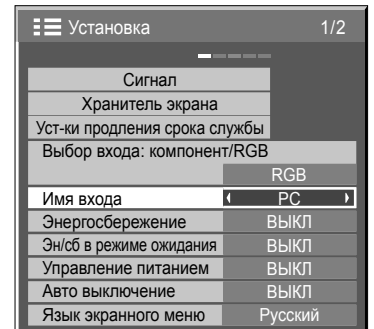 Установка 1/2
Сигнал
Хранитель экрана
Уст-ки продления срока службы
Выбор входа: компонент/RGB
RGB
Имя входа PC
Энергосбережение ВЫКЛ
Эн/сб в режиме ожидания ВЫКЛ
Управление питанием ВЫКЛ
Авто выключение ВЫКЛ
Язык экранного меню Русский